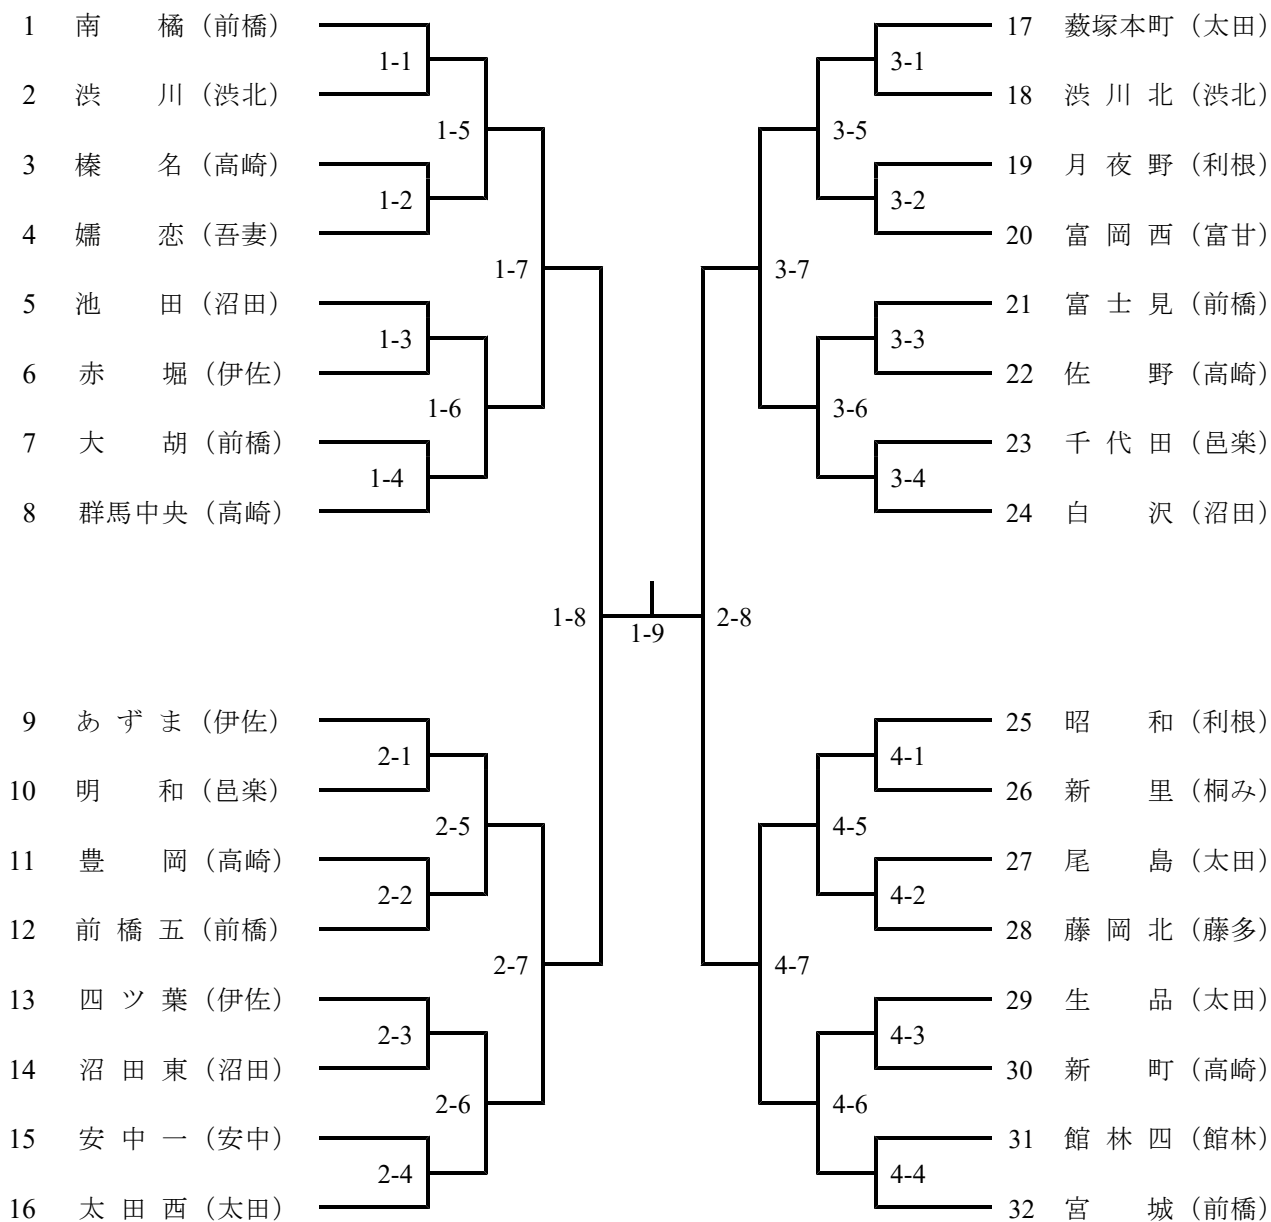 1 南 橘（前橋）
1-1
2 渋 川（渋北）
1-5
3 榛 名（高崎）
1-2
4 嬬 恋（吾妻）
1-7
5 池 田（沼田）
1-3
6 赤 堀（伊佐）
1-6
7 大 胡（前橋）
1-4
8 群馬中央（高崎）
1-8
9 あ ず ま（伊佐）
2-1
10 明 和（邑楽）
2-5
11 豊 岡（高崎）
2-2
12 前 橋 五（前橋）
2-7
13 四 ツ 葉（伊佐）
2-3
14 沼 田 東（沼田）
2-6
15 安 中 一（安中）
2-4
16 太 田 西（太田）
1-9
17 藪塚本町（太田）
3-1
18 渋 川 北（渋北）
3-5
19 月 夜 野（利根）
3-2
20 富 岡 西（富甘）
3-7
21 富 士 見（前橋）
3-3
22 佐 野（高崎）
3-6
23 千 代 田（邑楽）
3-4
24 白 沢（沼田）
2-8
25 昭 和（利根）
4-1
26 新 里（桐み）
4-5
27 尾 島（太田）
4-2
28 藤 岡 北（藤多）
4-7
29 生 品（太田）
4-3
30 新 町（高崎）
4-6
31 館 林 四（館林）
4-4
32 宮 城（前橋）